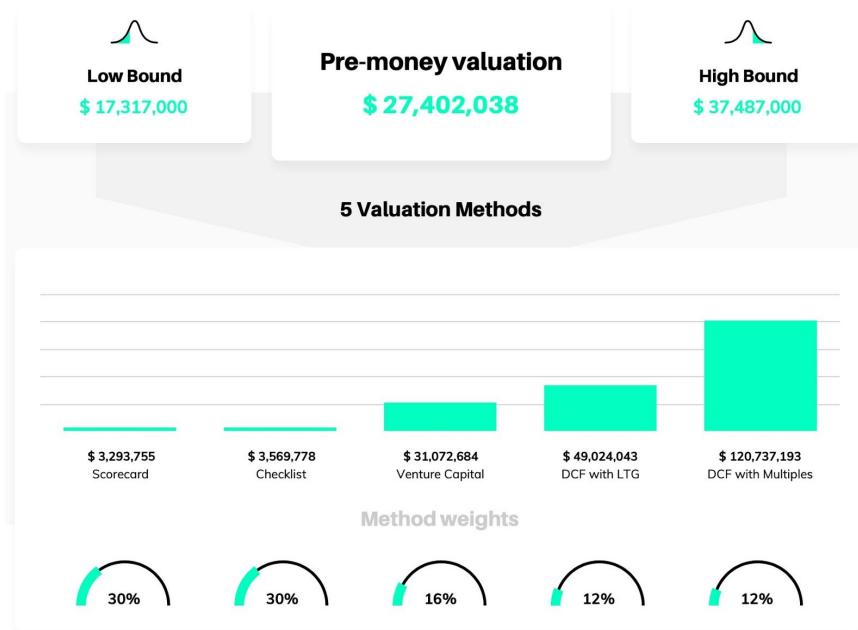 Low Bound
$ 17,317,000
Pre-money valuation
$ 27,402,038
High Bound
$ 37,487,000
5 Valuation Methods
$ 3,293,755
Scorecard
$ 3,569,778
Checklist
$ 31,072,684
Venture Capital
$ 49,024,043
DCF with LTG
$ 120,737,193
DCF with Multiples
Method weights
30%
30%
16%
12%
12%